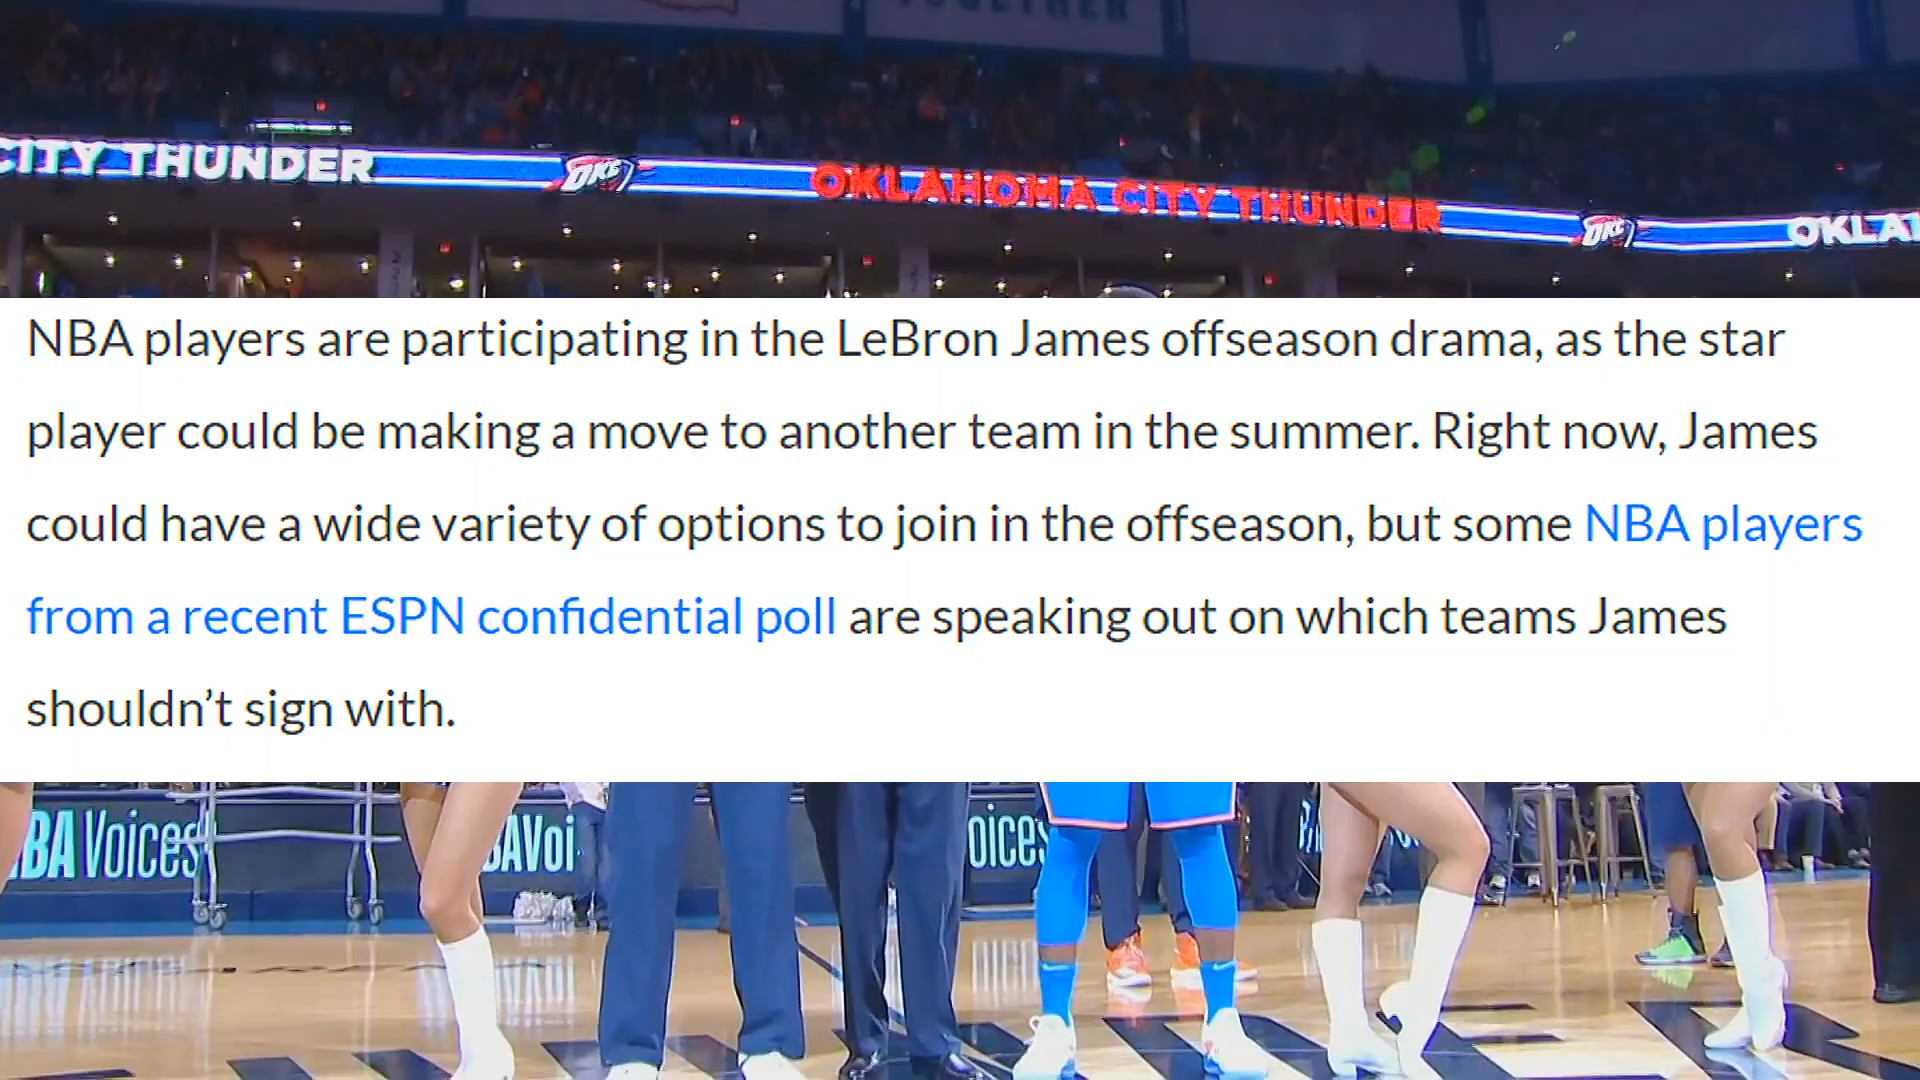 TOGETHER
CITY THUNDER
OKC
OKLAHOMA CITY THUNDER
OKC
OKLA
NBA players are participating in the LeBron James offseason drama, as the star
player could be making a move to another team in the summer. Right now, James
could have a wide variety of options to join in the offseason, but some NBA players
from a recent ESPN confidential poll are speaking out on which teams James
shouldn’t sign with.
BA Voices
BAVoi
oices